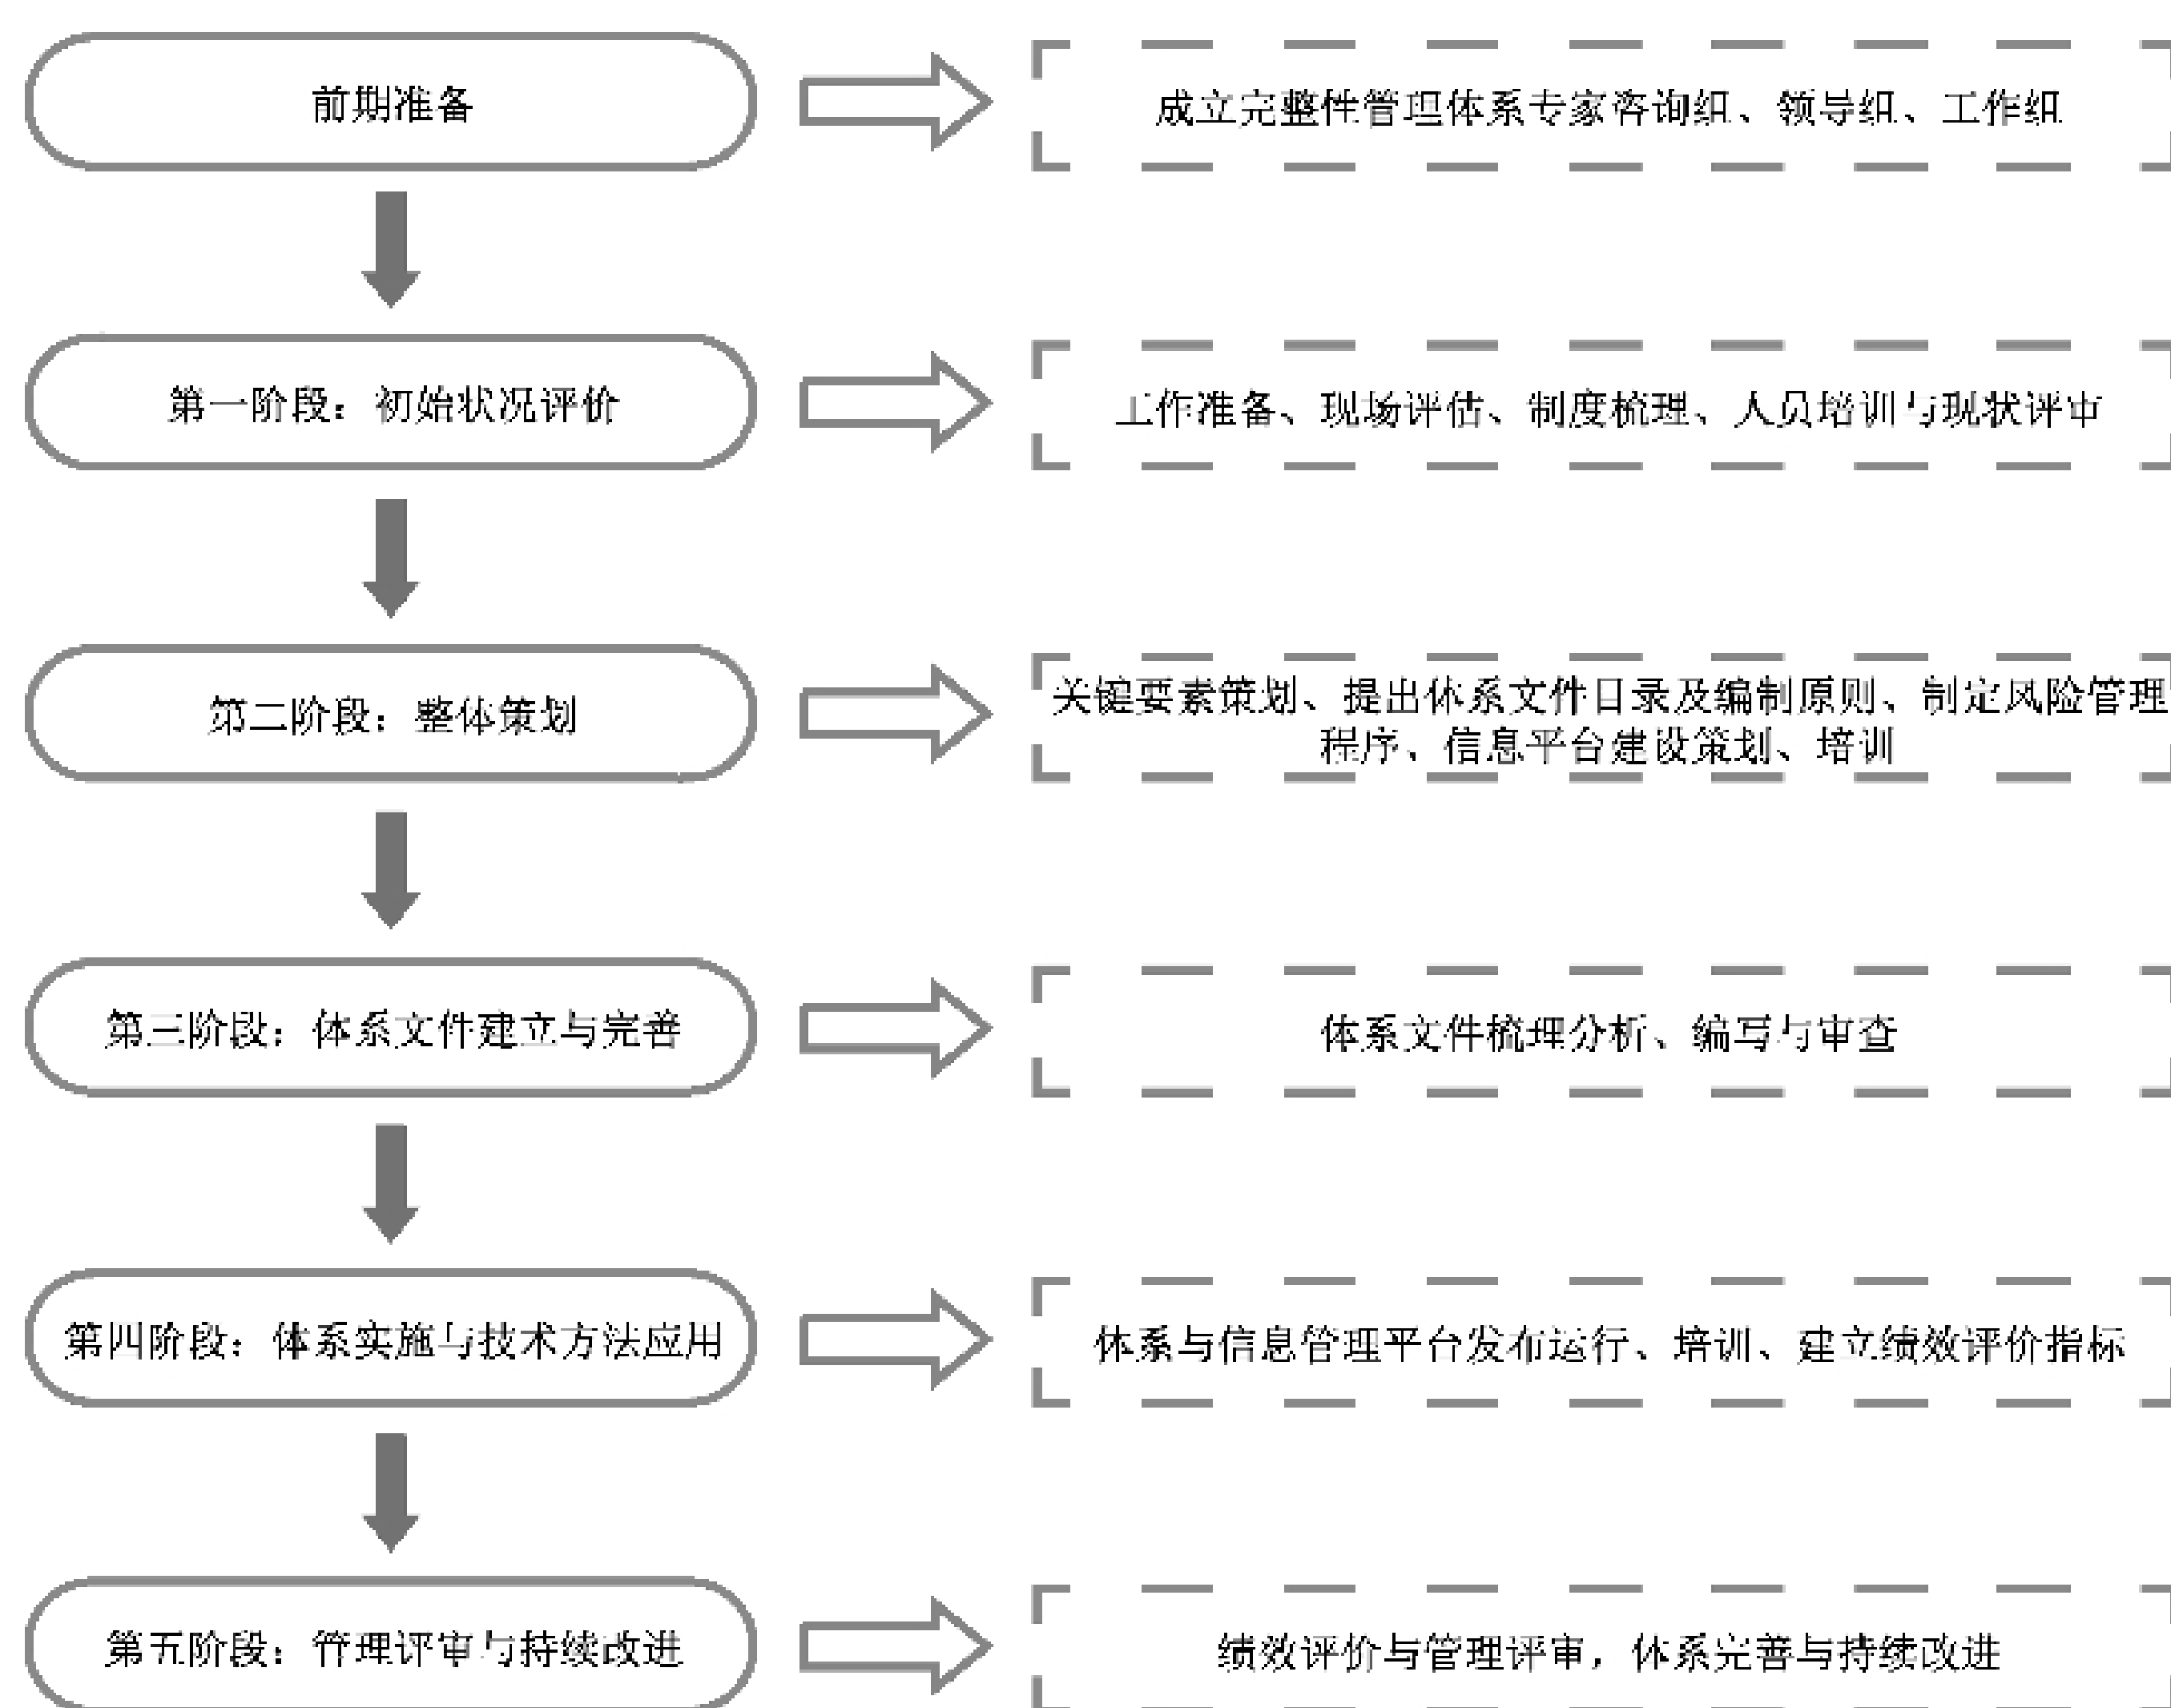 前期准备
成立完整性管理体系专家咨询组、领导组、工作组
第一阶段：初始状况评价
工作准备、现场评估、制度梳理、人员培训与现状评审
第二阶段：整体策划
关键要素策划、提出体系文件目录及编制原则、制定风险管理
程序、信息平台建设策划、培训
第三阶段：体系文件建立与完善
体系文件梳理分析、编写与审查
第四阶段：体系实施与技术方法应用
体系与信息管理平台发布运行、培训、建立绩效评价指标
第五阶段：管理评审与持续改进
绩效评价与管理评审，体系完善与持续改进